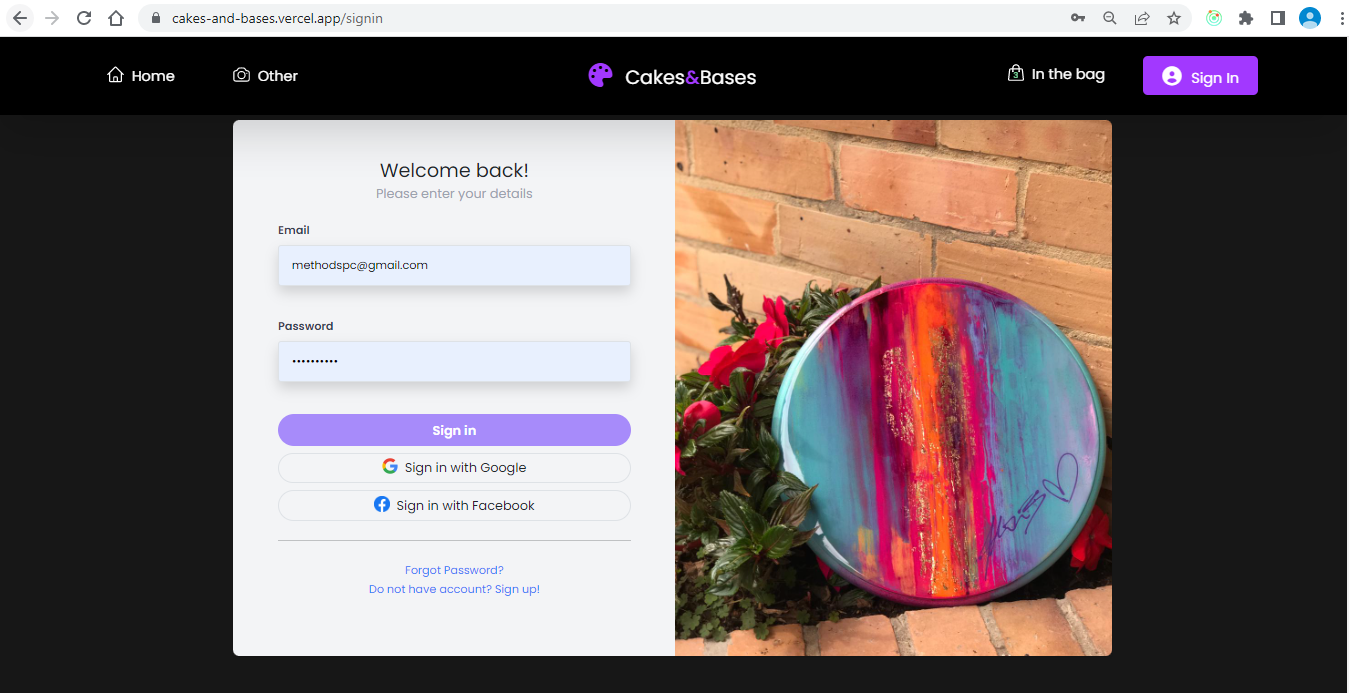 cakes-and-bases.vercel.app/signin
Home
Other
Cakes&Bases
3
In the bag
Sign In
Welcome back!
Please enter your details
Email
methodspc@gmail.com
Password
••••••••••
Sign in
Sign in with Google
Sign in with Facebook
Forgot Password?
Do not have account? Sign up!